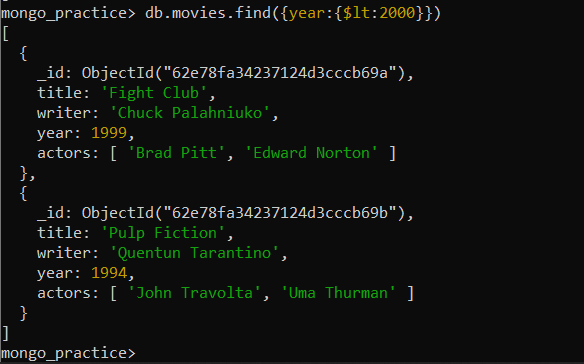 mongo_practice> db.movies.find({year:{$lt:2000}})
[
  {
    _id: ObjectId("62e78fa34237124d3cccb69a"),
    title: 'Fight Club',
    writer: 'Chuck Palahniuko',
    year: 1999,
    actors: [ 'Brad Pitt', 'Edward Norton' ]
  },
  {
    _id: ObjectId("62e78fa34237124d3cccb69b"),
    title: 'Pulp Fiction',
    writer: 'Quentun Tarantino',
    year: 1994,
    actors: [ 'John Travolta', 'Uma Thurman' ]
  }
]
mongo_practice>